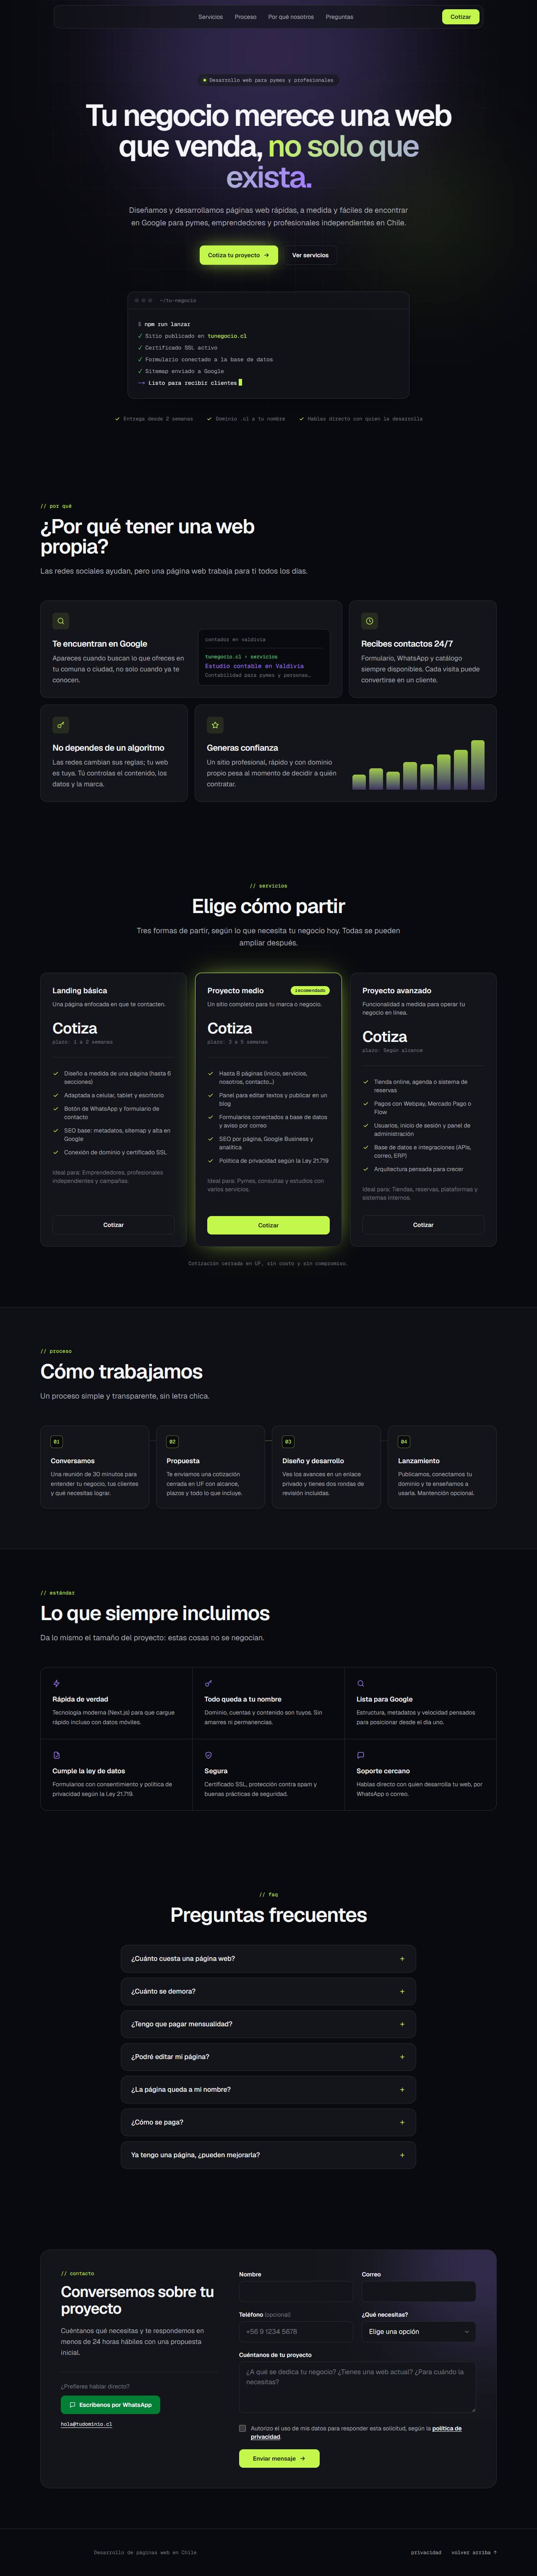 Servicios Proceso Por qué nosotros Preguntas Cotizar
Desarrollo web para pymes y profesionales
Tu negocio merece una web
que venda, no solo que
exista.
Diseñamos y desarrollamos páginas web rápidas, a medida y fáciles de encontrar
en Google para pymes, emprendedores y profesionales independientes en Chile.
Cotiza tu proyecto → Ver servicios
~/tu-negocio
$ npm run lanzar
✓ Sitio publicado en tunegocio.cl
✓ Certificado SSL activo
✓ Formulario conectado a la base de datos
✓ Sitemap enviado a Google
→ Listo para recibir clientes
✓ Entrega desde 2 semanas ✓ Dominio .cl a tu nombre ✓ Hablas directo con quien la desarrolla
// por qué
¿Por qué tener una web
propia?
Las redes sociales ayudan, pero una página web trabaja para ti todos los días.
Te encuentran en Google
Apareces cuando buscan lo que ofreces en
tu comuna o ciudad, no solo cuando ya te
conocen.
contador en valdivia
tunegocio.cl › servicios
Estudio contable en Valdivia
Contabilidad para pymes y personas…
Recibes contactos 24/7
Formulario, WhatsApp y catálogo
siempre disponibles. Cada visita puede
convertirse en un cliente.
No dependes de un algoritmo
Las redes cambian sus reglas; tu web
es tuya. Tú controlas el contenido, los
datos y la marca.
Generas confianza
Un sitio profesional, rápido y con dominio
propio pesa al momento de decidir a quién
contratar.
// servicios
Elige cómo partir
Tres formas de partir, según lo que necesita tu negocio hoy. Todas se pueden
ampliar después.
Landing básica
Una página enfocada en que te contacten.
Cotiza
plazo: 1 a 2 semanas
✓ Diseño a medida de una página (hasta 6
secciones)
✓ Adaptada a celular, tablet y escritorio
✓ Botón de WhatsApp y formulario de
contacto
✓ SEO base: metadatos, sitemap y alta en
Google
✓ Conexión de dominio y certificado SSL
Ideal para: Emprendedores, profesionales
independientes y campañas.
Cotizar
Proyecto medio recomendado
Un sitio completo para tu marca o negocio.
Cotiza
plazo: 3 a 5 semanas
✓ Hasta 8 páginas (inicio, servicios,
nosotros, contacto…)
✓ Panel para editar textos y publicar en un
blog
✓ Formularios conectados a base de datos
y aviso por correo
✓ SEO por página, Google Business y
analítica
✓ Política de privacidad según la Ley 21.719
Ideal para: Pymes, consultas y estudios con
varios servicios.
Cotizar
Proyecto avanzado
Funcionalidad a medida para operar tu
negocio en línea.
Cotiza
plazo: Según alcance
✓ Tienda online, agenda o sistema de
reservas
✓ Pagos con Webpay, Mercado Pago o
Flow
✓ Usuarios, inicio de sesión y panel de
administración
✓ Base de datos e integraciones (APIs,
correo, ERP)
✓ Arquitectura pensada para crecer
Ideal para: Tiendas, reservas, plataformas y
sistemas internos.
Cotizar
Cotización cerrada en UF, sin costo y sin compromiso.
// proceso
Cómo trabajamos
Un proceso simple y transparente, sin letra chica.
01
Conversamos
Una reunión de 30 minutos para
entender tu negocio, tus clientes
y qué necesitas lograr.
02
Propuesta
Te enviamos una cotización
cerrada en UF con alcance,
plazos y todo lo que incluye.
03
Diseño y desarrollo
Ves los avances en un enlace
privado y tienes dos rondas de
revisión incluidas.
04
Lanzamiento
Publicamos, conectamos tu
dominio y te enseñamos a
usarla. Mantención opcional.
// estándar
Lo que siempre incluimos
Da lo mismo el tamaño del proyecto: estas cosas no se negocian.
Rápida de verdad
Tecnología moderna (Next.js) para que cargue
rápido incluso con datos móviles.
Todo queda a tu nombre
Dominio, cuentas y contenido son tuyos. Sin
amarres ni permanencias.
Lista para Google
Estructura, metadatos y velocidad pensados
para posicionar desde el día uno.
Cumple la ley de datos
Formularios con consentimiento y política de
privacidad según la Ley 21.719.
Segura
Certificado SSL, protección contra spam y
buenas prácticas de seguridad.
Soporte cercano
Hablas directo con quien desarrolla tu web, por
WhatsApp o correo.
// faq
Preguntas frecuentes
¿Cuánto cuesta una página web? +
¿Cuánto se demora? +
¿Tengo que pagar mensualidad? +
¿Podré editar mi página? +
¿La página queda a mi nombre? +
¿Cómo se paga? +
Ya tengo una página, ¿pueden mejorarla? +
// contacto
Conversemos sobre tu
proyecto
Cuéntanos qué necesitas y te respondemos en
menos de 24 horas hábiles con una propuesta
inicial.
¿Prefieres hablar directo?
Escríbenos por WhatsApp
hola@tudominio.cl
Nombre Correo
Teléfono (opcional) ¿Qué necesitas?
+56 9 1234 5678 Elige una opción
Cuéntanos de tu proyecto
¿A qué se dedica tu negocio? ¿Tienes una web actual? ¿Para cuándo la
necesitas?
Autorizo el uso de mis datos para responder esta solicitud, según la política de
privacidad.
Enviar mensaje →
Desarrollo de páginas web en Chile privacidad volver arriba ↑